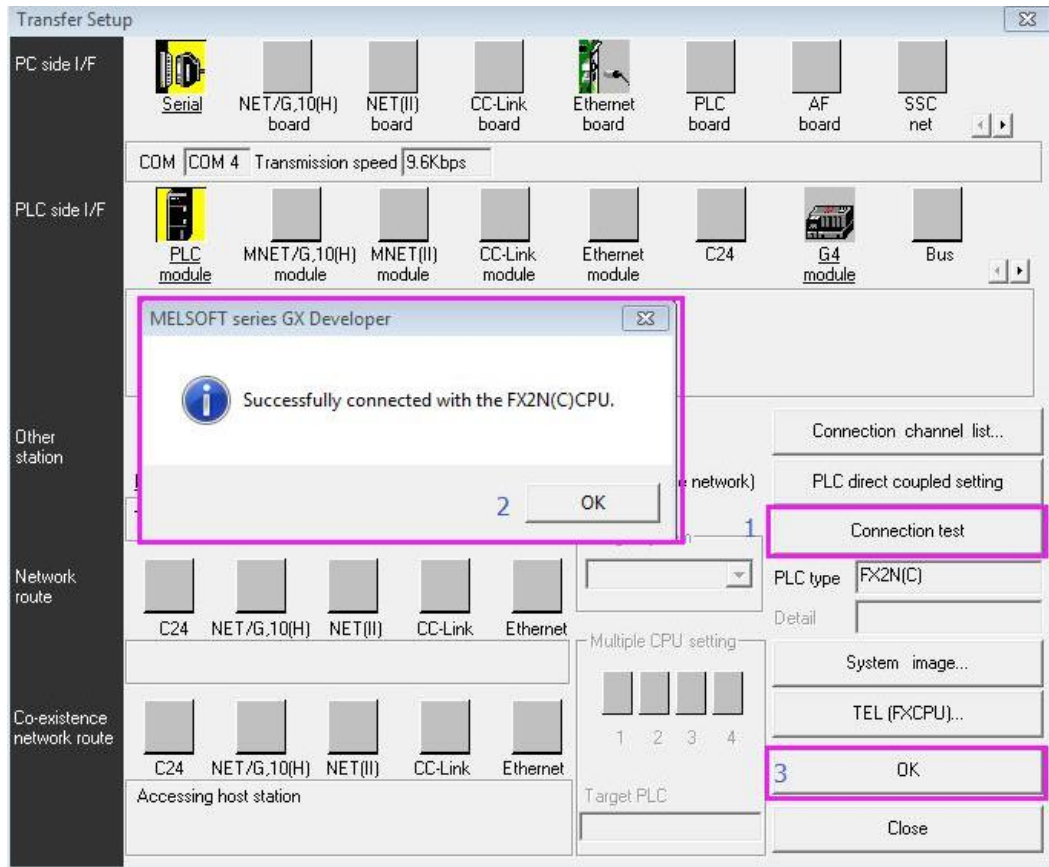 Transfer Setup
PC side I/F
Serial
NET/G,10(H)
board
NET(II)
board
CC-Link
board
Ethernet
board
PLC
board
AF
board
SSC
net
COM COM 4 Transmission speed 9.6Kbps
PLC side I/F
PLC
module
MNET/G,10(H)
module
MNET(II)
module
CC-Link
module
Ethernet
module
C24
G4
module
Bus
MELSOFT series GX Developer
Successfully connected with the FX2N(C)CPU.
2 OK
Other
station
network)
Connection channel list...
PLC direct coupled setting
1 Connection test
PLC type FX2N(C)
Detail
System image...
TEL (FXCPU)...
3 OK
Close
Network
route
C24 NET/G,10(H) NET(II) CC-Link Ethernet
Multiple CPU setting
1 2 3 4
Target PLC
Co-existence
network route
C24 NET/G,10(H) NET(II) CC-Link Ethernet
Accessing host station